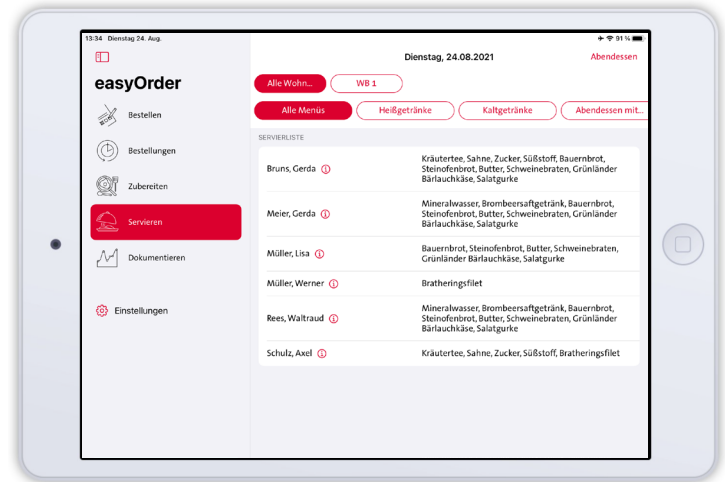 13:34 Dienstag 24. Aug.
91 %
Dienstag, 24.08.2021
Abendessen
easyOrder
Bestellen
Bestellungen
Zubereiten
Servieren
Dokumentieren
Einstellungen
Alle Wohn...
WB 1
Alle Menüs
Heißgetränke
Kaltgetränke
Abendessen mit...
SERVIERLISTE
Bruns, Gerda
Kräutertee, Sahne, Zucker, Süßstoff, Bauernbrot,
Steinofenbrot, Butter, Schweinebraten, Grünländer
Bärlauchkäse, Salatgurke
Meier, Gerda
Mineralwasser, Brombeersaftgetränk, Bauernbrot,
Steinofenbrot, Butter, Schweinebraten, Grünländer
Bärlauchkäse, Salatgurke
Müller, Lisa
Bauernbrot, Steinofenbrot, Butter, Schweinebraten,
Grünländer Bärlauchkäse, Salatgurke
Müller, Werner
Bratheringsfilet
Rees, Waltraud
Mineralwasser, Brombeersaftgetränk, Bauernbrot,
Steinofenbrot, Butter, Schweinebraten, Grünländer
Bärlauchkäse, Salatgurke
Schulz, Axel
Kräutertee, Sahne, Zucker, Süßstoff, Bratheringsfilet